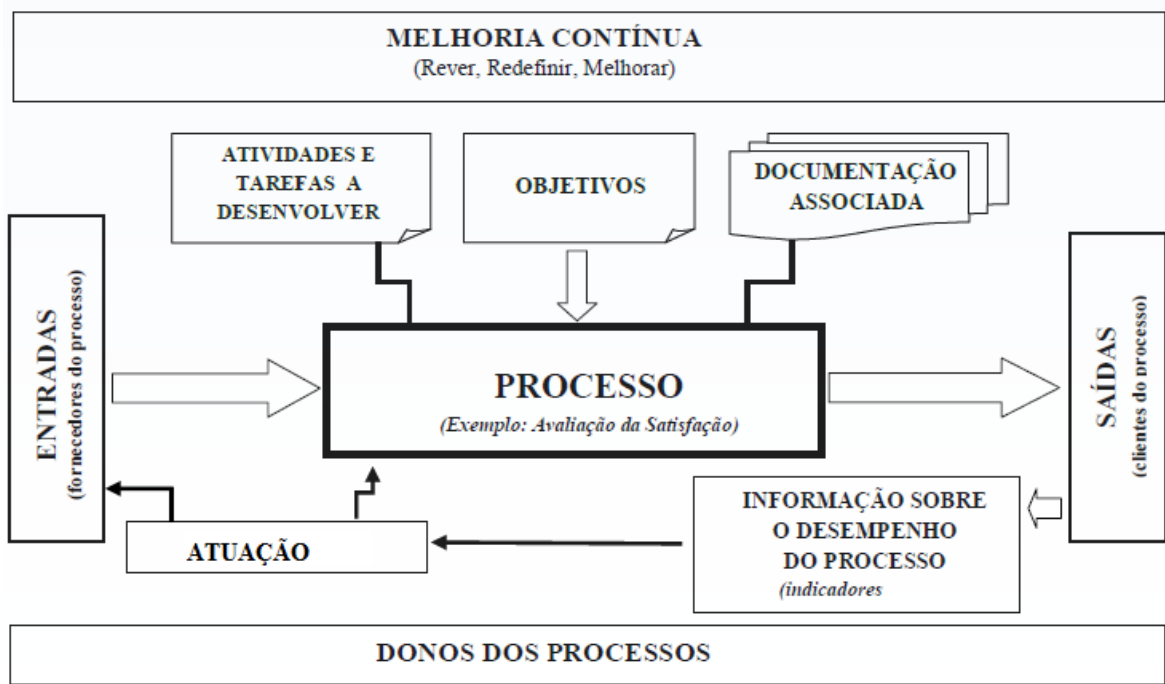 MELHORIA CONTÍNUA
(Rever, Redefinir, Melhorar)
ATIVIDADES E
TAREFAS A
DESENVOLVER
OBJETIVOS
DOCUMENTAÇÃO
ASSOCIADA
ENTRADAS
(fornecedores do processo)
PROCESSO
(Exemplo: Avaliação da Satisfação)
SAÍDAS
(clientes do processo)
ATUAÇÃO
INFORMAÇÃO SOBRE
O DESEMPENHO
DO PROCESSO
(indicadores
DONOS DOS PROCESSOS